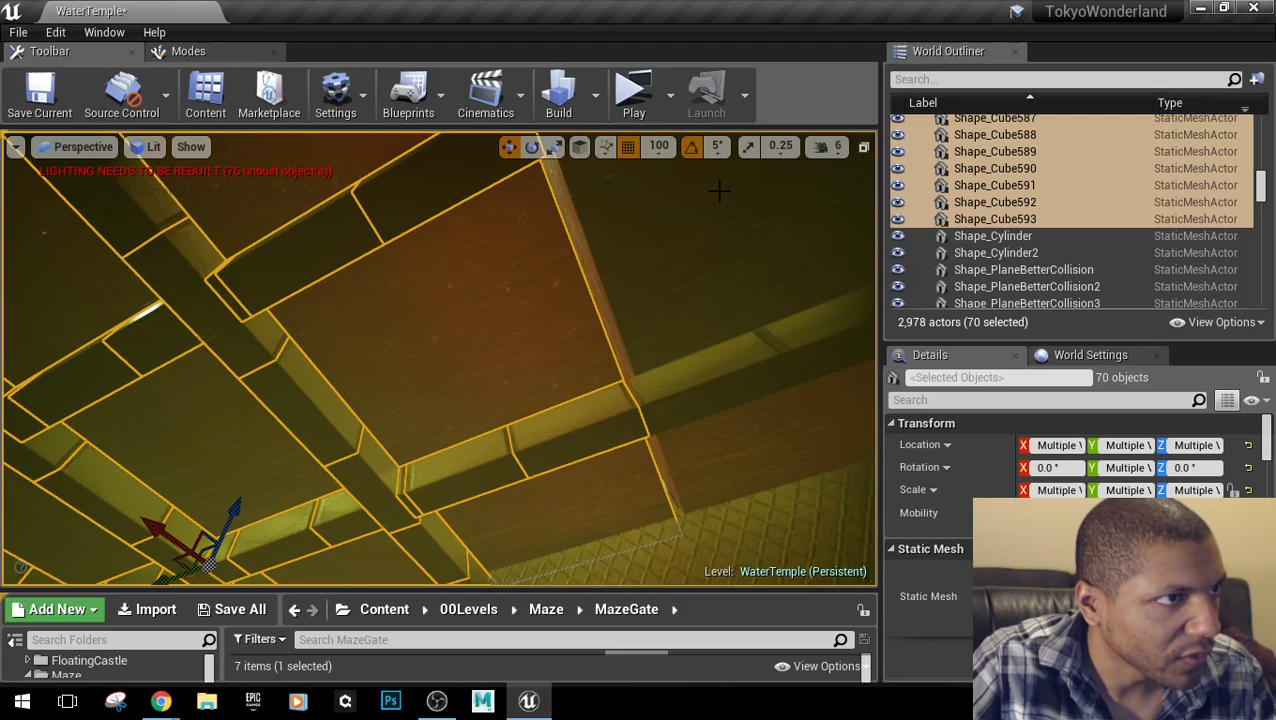 WaterTemple*
TokyoWonderland
File Edit Window Help
Toolbar
Modes
World Outliner
Save Current
Source Control
Content
Marketplace
Settings
Blueprints
Cinematics
Build
Play
Launch
Search...
Label
Type
Shape_Cube587 StaticMeshActor
Shape_Cube588 StaticMeshActor
Shape_Cube589 StaticMeshActor
Shape_Cube590 StaticMeshActor
Shape_Cube591 StaticMeshActor
Shape_Cube592 StaticMeshActor
Shape_Cube593 StaticMeshActor
Shape_Cylinder StaticMeshActor
Shape_Cylinder2 StaticMeshActor
Shape_PlaneBetterCollision StaticMeshActor
Shape_PlaneBetterCollision2 StaticMeshActor
Shape_PlaneBetterCollision3 StaticMeshActor
2,978 actors (70 selected)
View Options
Perspective
Lit
Show
100
5°
0.25
6
LIGHTING NEEDS TO BE REBUILT (75 unbuilt object(s))
Level: WaterTemple (Persistent)
Details
World Settings
<Selected Objects>
70 objects
Search
Transform
Location X Multiple Y Multiple Z Multiple
Rotation 0.0 ° Multiple 0.0 °
Scale X Multiple Y Multiple Z Multiple
Mobility
Static Mesh
Static Mesh
Add New
Import
Save All
Content
00Levels
Maze
MazeGate
Search Folders
Filters
Search MazeGate
FloatingCastle
Maze
7 items (1 selected)
View Options
EPIC GAMES
Ps
M